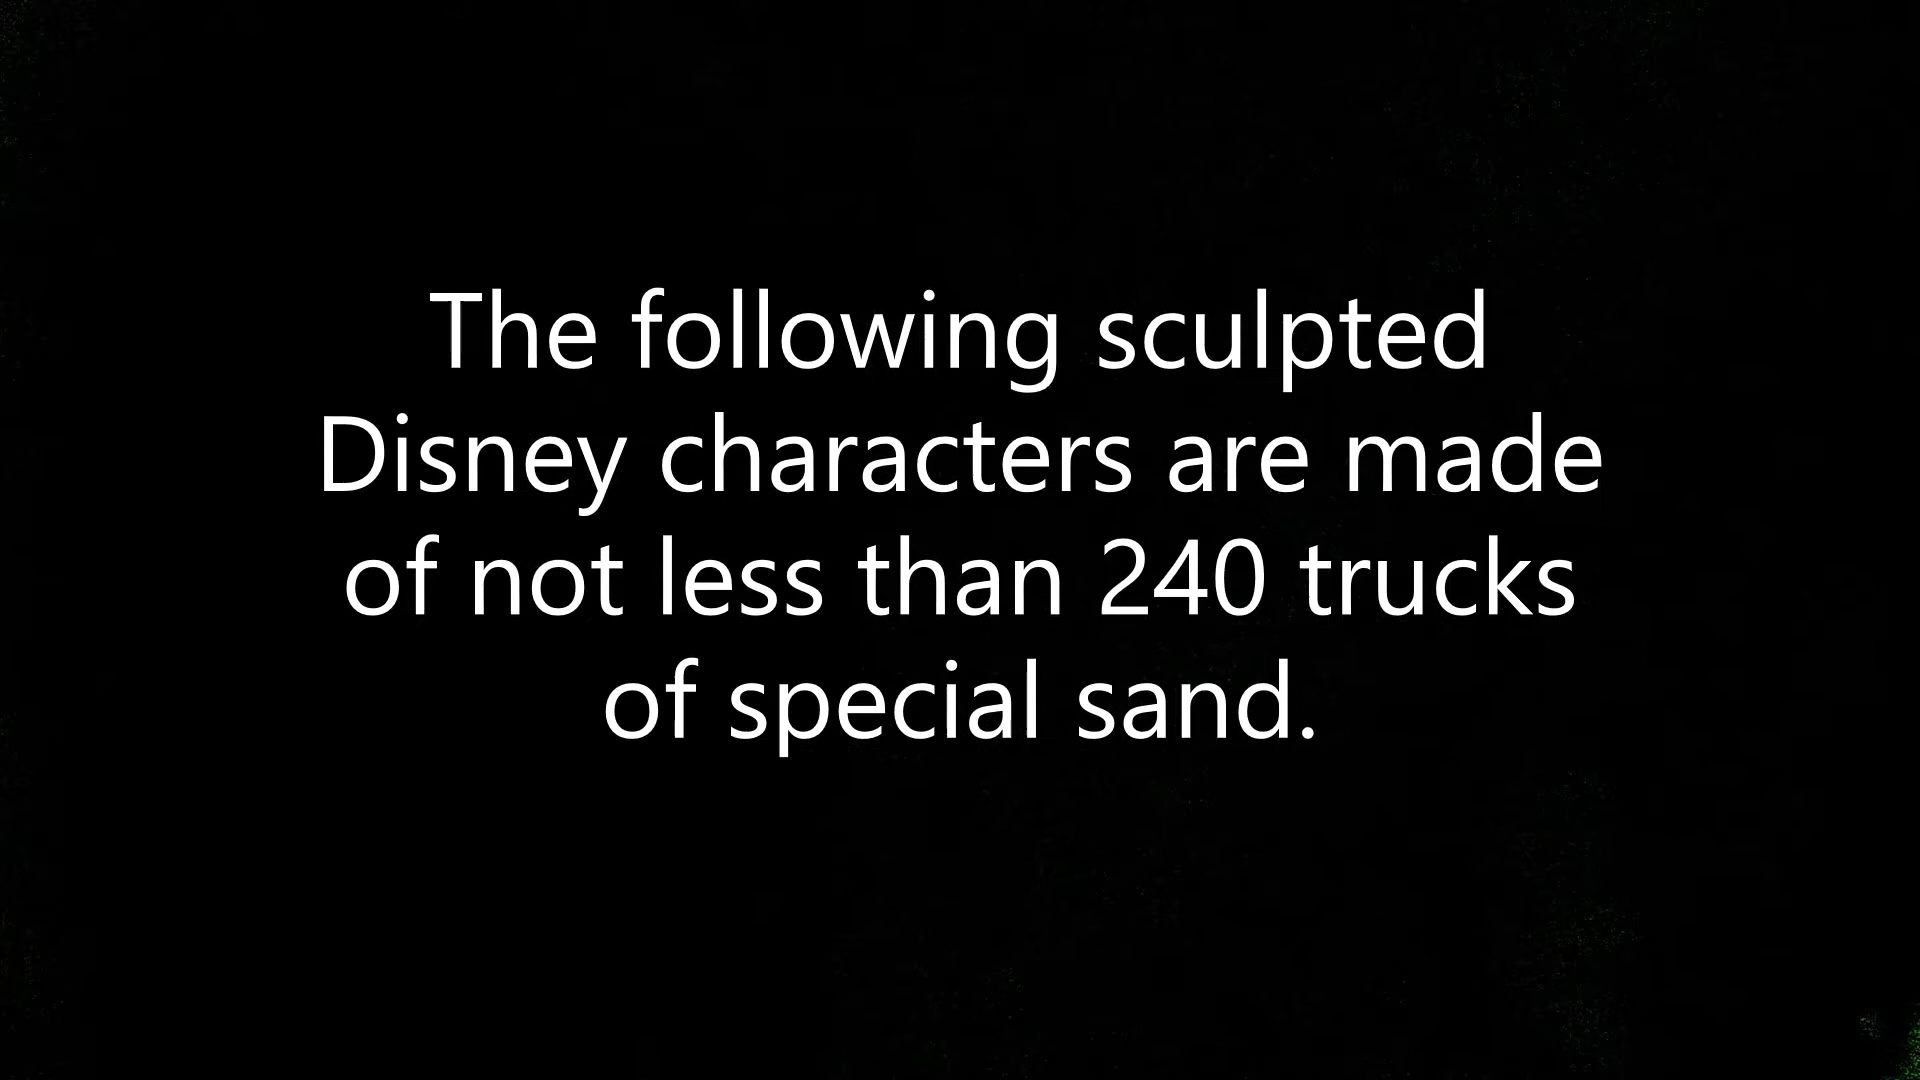 The following sculpted
Disney characters are made
of not less than 240 trucks
of special sand.